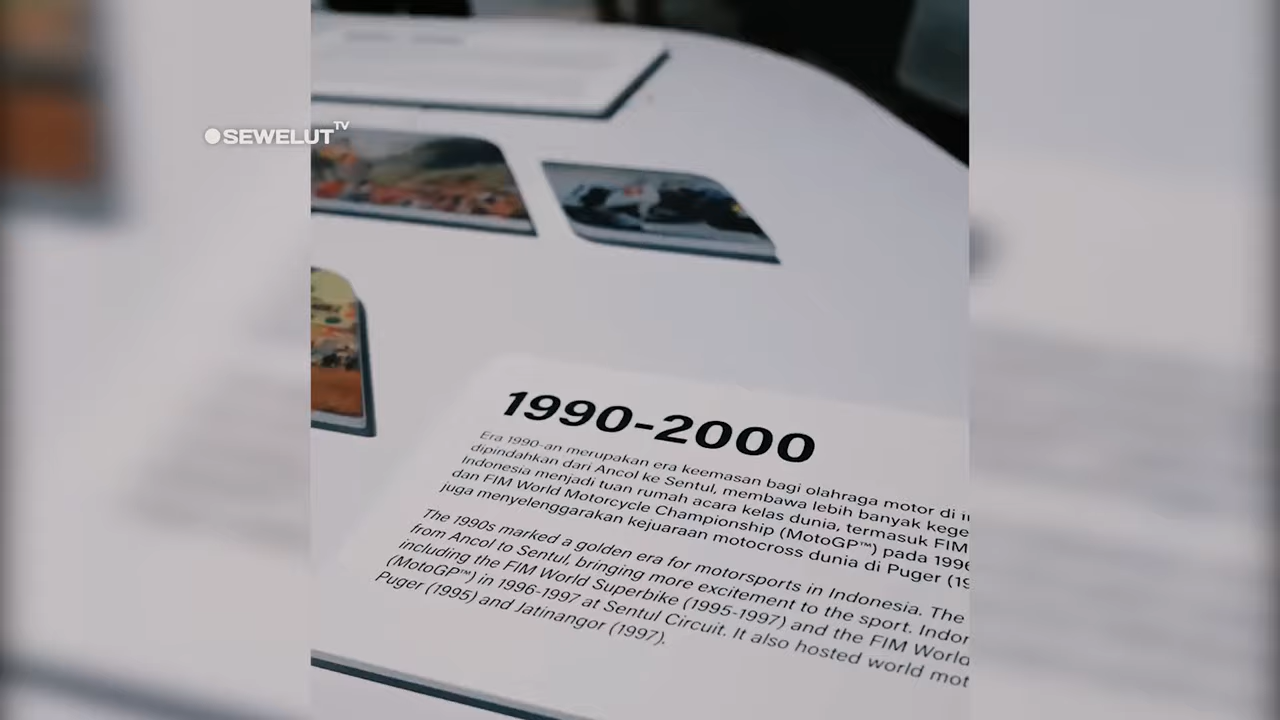 SEWELUT TV
1990-2000
Era 1990-an merupakan era keemasan bagi olahraga motor di
dipindahkan dari Ancol ke Sentul, membawa lebih banyak
Indonesia menjadi tuan rumah acara kelas dunia, termasuk FIM
dan FIM World Motorcycle Championship (MotoGP™) pada 1996
juga menyelenggarakan kejuaraan motocross dunia di Puger
The 1990s marked a golden era for motorsports in Indonesia. The
from Ancol to Sentul, bringing more excitement to the sport.
including the FIM World Superbike (1995-1997) and the FIM World
(MotoGP™) in 1996-1997 at Sentul Circuit. It also hosted world
Puger (1995) and Jatinangor (1997).